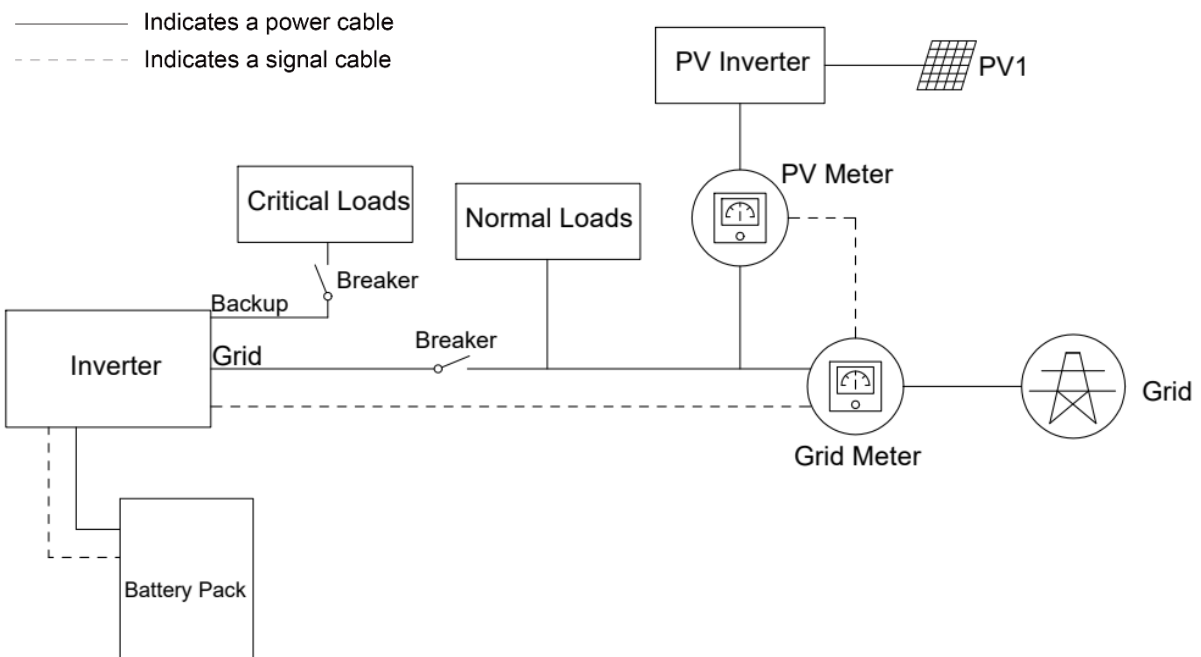 Indicates a power cable
Indicates a signal cable
PV Inverter
PV1
PV Meter
Critical Loads
Normal Loads
Breaker
Backup
Inverter
Grid
Breaker
Grid
Grid Meter
Battery Pack